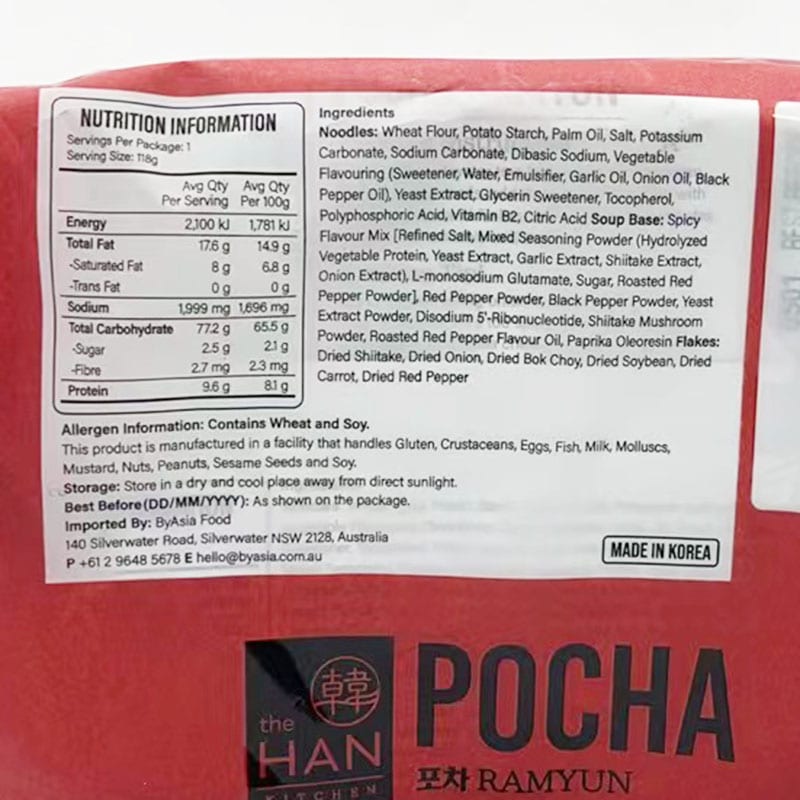 NUTRITION INFORMATION
Servings Per Package: 1
Serving Size: 118g
Avg Qty Avg Qty
Per Serving Per 100g
Energy 2,100 kJ 1,781 kJ
Total Fat 17.6 g 14.9 g
-Saturated Fat 8 g 6.8 g
-Trans Fat 0 g 0 g
Sodium 1,999 mg 1,696 mg
Total Carbohydrate 77.2 g 65.5 g
-Sugar 2.5 g 2.1 g
-Fibre 2.7 mg 2.3 mg
Protein 9.6 g 8.1 g
Ingredients
Noodles: Wheat Flour, Potato Starch, Palm Oil, Salt, Potassium
Carbonate, Sodium Carbonate, Dibasic Sodium, Vegetable
Flavouring (Sweetener, Water, Emulsifier, Garlic Oil, Onion Oil, Black
Pepper Oil), Yeast Extract, Glycerin Sweetener, Tocopherol,
Polyphosphoric Acid, Vitamin B2, Citric Acid Soup Base: Spicy
Flavour Mix [Refined Salt, Mixed Seasoning Powder (Hydrolyzed
Vegetable Protein, Yeast Extract, Garlic Extract, Shiitake Extract,
Onion Extract), L-monosodium Glutamate, Sugar, Roasted Red
Pepper Powder], Red Pepper Powder, Black Pepper Powder, Yeast
Extract Powder, Disodium 5'-Ribonucleotide, Shiitake Mushroom
Powder, Roasted Red Pepper Flavour Oil, Paprika Oleoresin Flakes:
Dried Shiitake, Dried Onion, Dried Bok Choy, Dried Soybean, Dried
Carrot, Dried Red Pepper
Allergen Information: Contains Wheat and Soy.
This product is manufactured in a facility that handles Gluten, Crustaceans, Eggs, Fish, Milk, Molluscs,
Mustard, Nuts, Peanuts, Sesame Seeds and Soy.
Storage: Store in a dry and cool place away from direct sunlight.
Best Before (DD/MM/YYYY): As shown on the package.
Imported By: ByAsia Food
140 Silverwater Road, Silverwater NSW 2128, Australia
P +61 2 9648 5678 E hello@byasia.com.au
MADE IN KOREA
韓
the
HAN
KITCHEN
POCHA
포차 RAMYUN